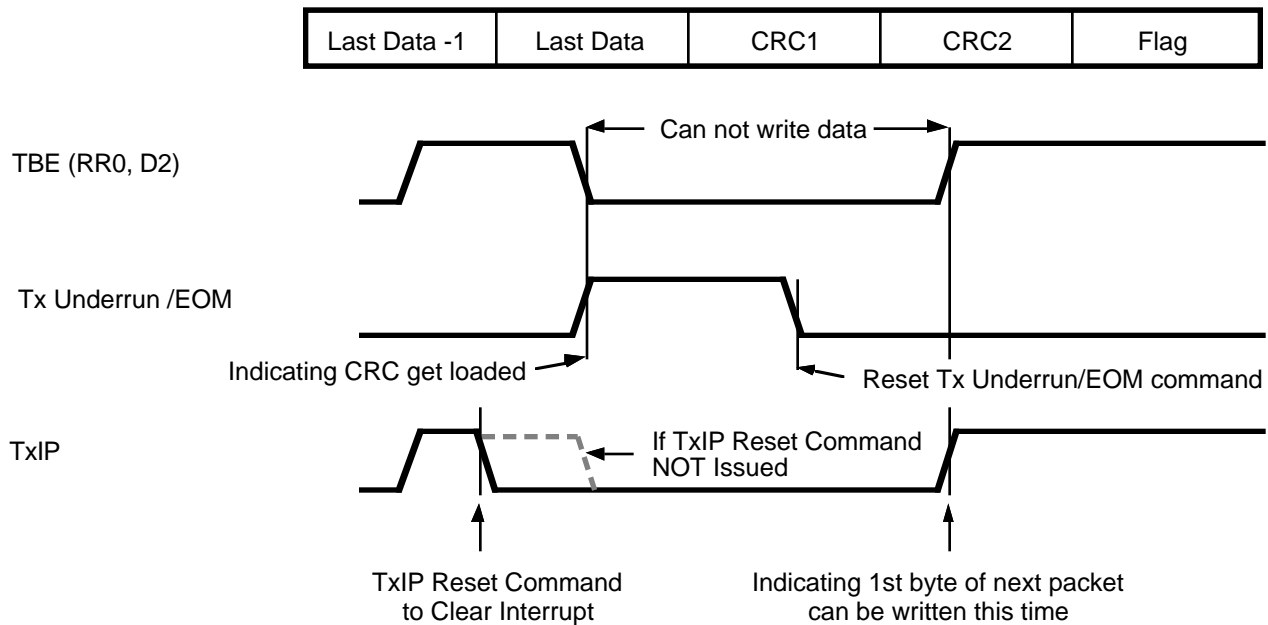 Last Data -1
Last Data
CRC1
CRC2
Flag
Can not write data
TBE (RR0, D2)
Tx Underrun /EOM
Indicating CRC get loaded
Reset Tx Underrun/EOM command
TxIP
If TxIP Reset Command
NOT Issued
TxIP Reset Command
to Clear Interrupt
Indicating 1st byte of next packet
can be written this time